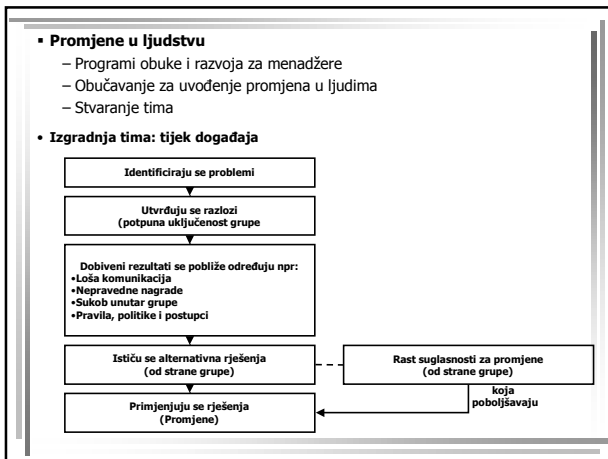 ▪ Promjene u ljudstvu
– Programi obuke i razvoja za menadžere
– Obučavanje za uvođenje promjena u ljudima
– Stvaranje tima
• Izgradnja tima: tijek događaja
Identificiraju se problemi
Utvrđuju se razlozi
(potpuna uključenost grupe
Dobiveni rezultati se pobliže određuju npr:
•Loša komunikacija
•Nepravedne nagrade
•Sukob unutar grupe
•Pravila, politike i postupci
Ističu se alternativna rješenja
(od strane grupe)
Rast suglasnosti za promjene
(od strane grupe)
koja
poboljšavaju
Primjenjuju se rješenja
(Promjene)